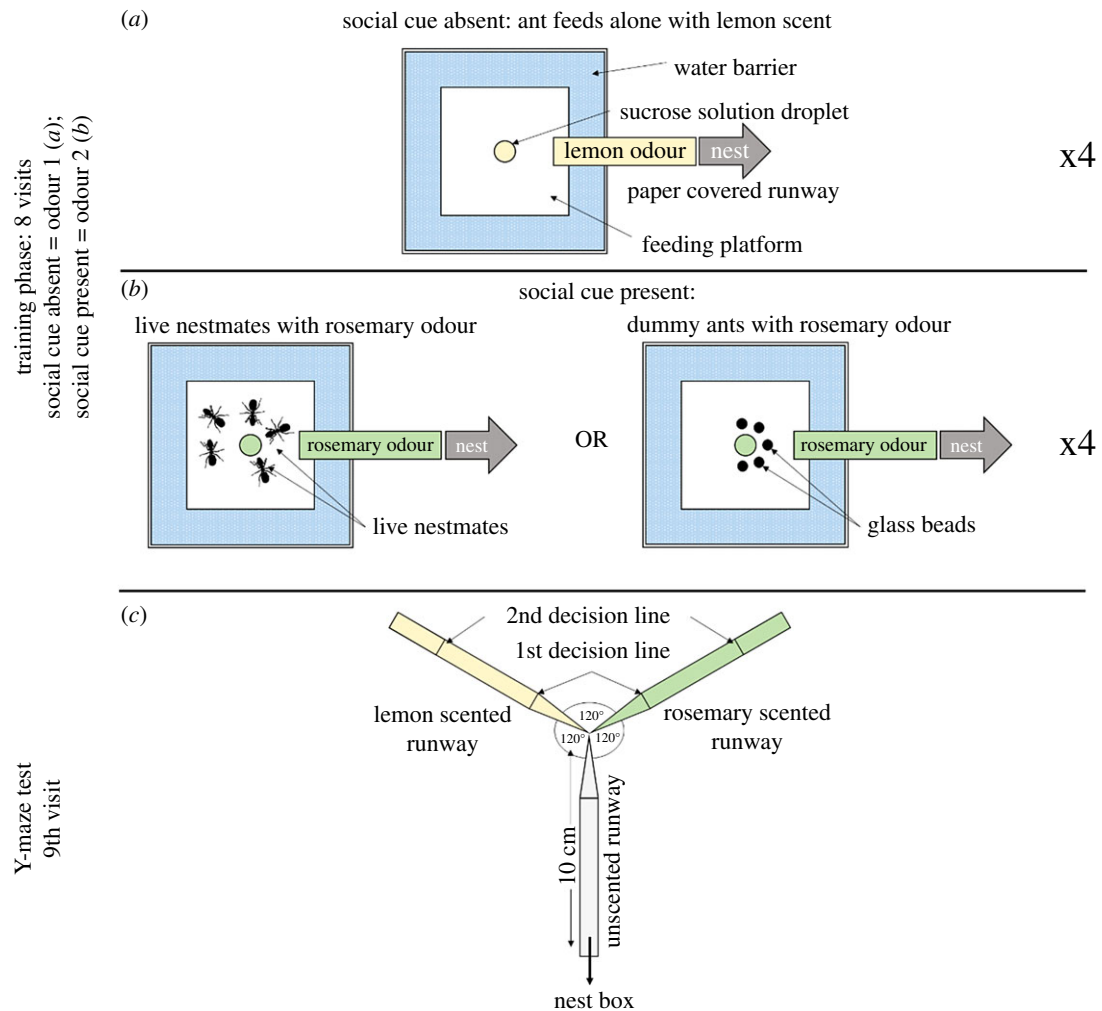 (a)
social cue absent: ant feeds alone with lemon scent
water barrier
sucrose solution droplet
lemon odour
nest
paper covered runway
feeding platform
x4
training phase: 8 visits
social cue absent = odour 1 (a);
social cue present = odour 2 (b)
(b)
social cue present:
live nestmates with rosemary odour
rosemary odour
nest
live nestmates
OR
dummy ants with rosemary odour
rosemary odour
nest
glass beads
x4
(c)
2nd decision line
1st decision line
lemon scented
runway
rosemary scented
runway
120°
120°
120°
10 cm
unscented runway
nest box
Y-maze test
9th visit